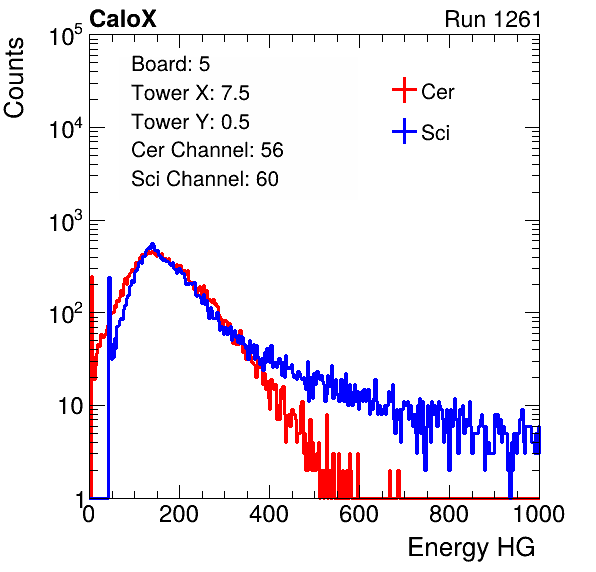 CaloX Run 1261
Counts
Board: 5
Tower X: 7.5
Tower Y: 0.5
Cer Channel: 56
Sci Channel: 60
Cer
Sci
10^5
10^4
10^3
10^2
10
1
0 200 400 600 800 1000
Energy HG